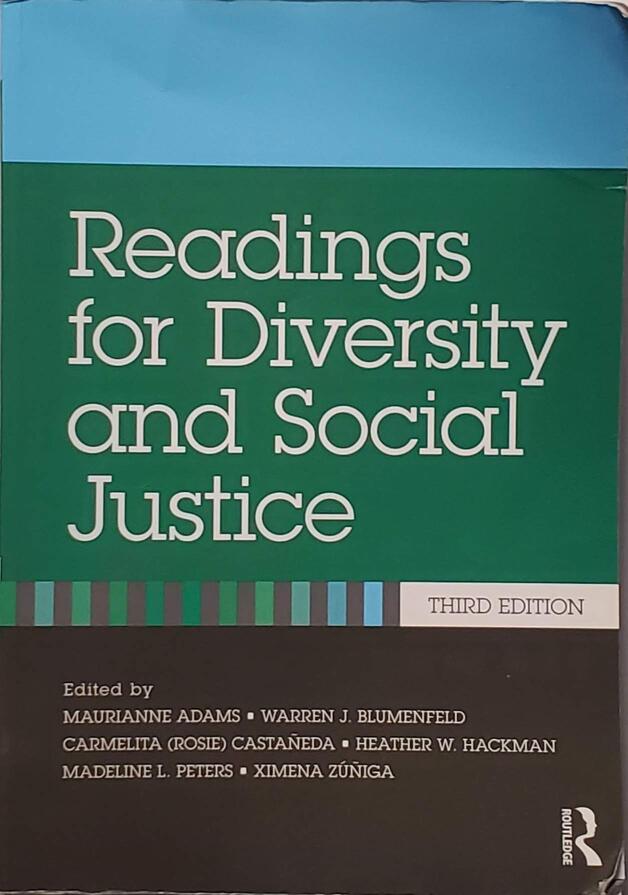 Readings
for Diversity
and Social
Justice
THIRD EDITION
Edited by
MAURIANNE ADAMS ▪ WARREN J. BLUMENFELD
CARMELITA (ROSIE) CASTAÑEDA ▪ HEATHER W. HACKMAN
MADELINE L. PETERS ▪ XIMENA ZÚÑIGA
ROUTLEDGE